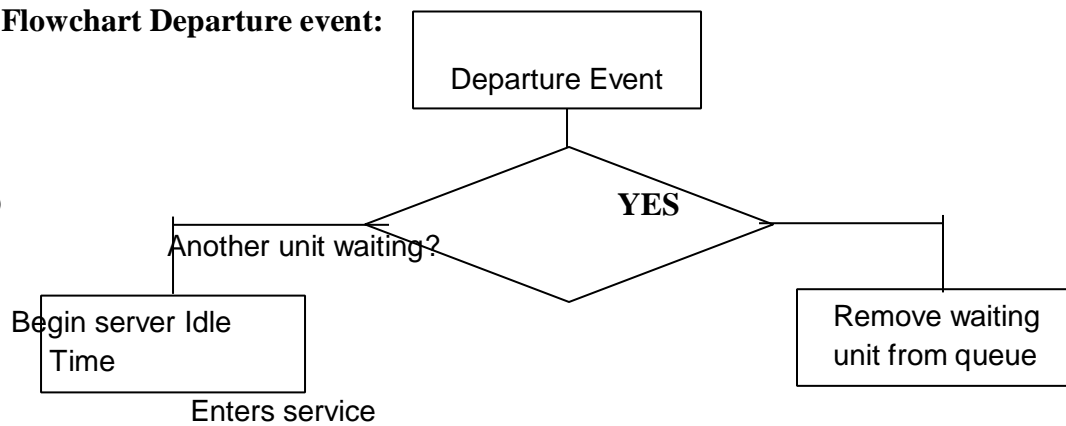 Flowchart Departure event:
Departure Event
YES
Another unit waiting?
Begin server Idle
Time
Remove waiting
unit from queue
Enters service